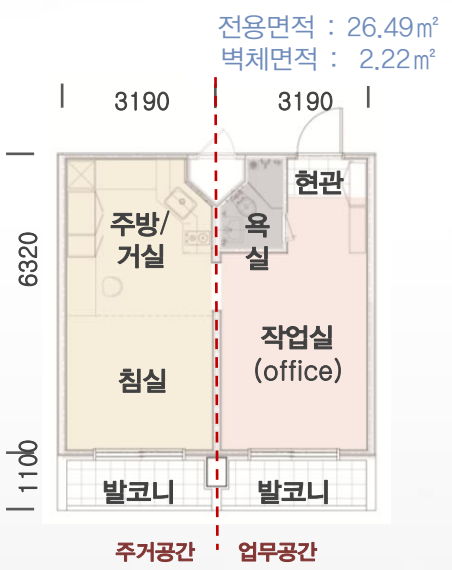 전용면적 : 26.49㎡
벽체면적 : 2.22㎡
3190
3190
현관
주방/
거실
욕
실
6320
작업실
(office)
침실
1100
발코니
발코니
주거공간
업무공간